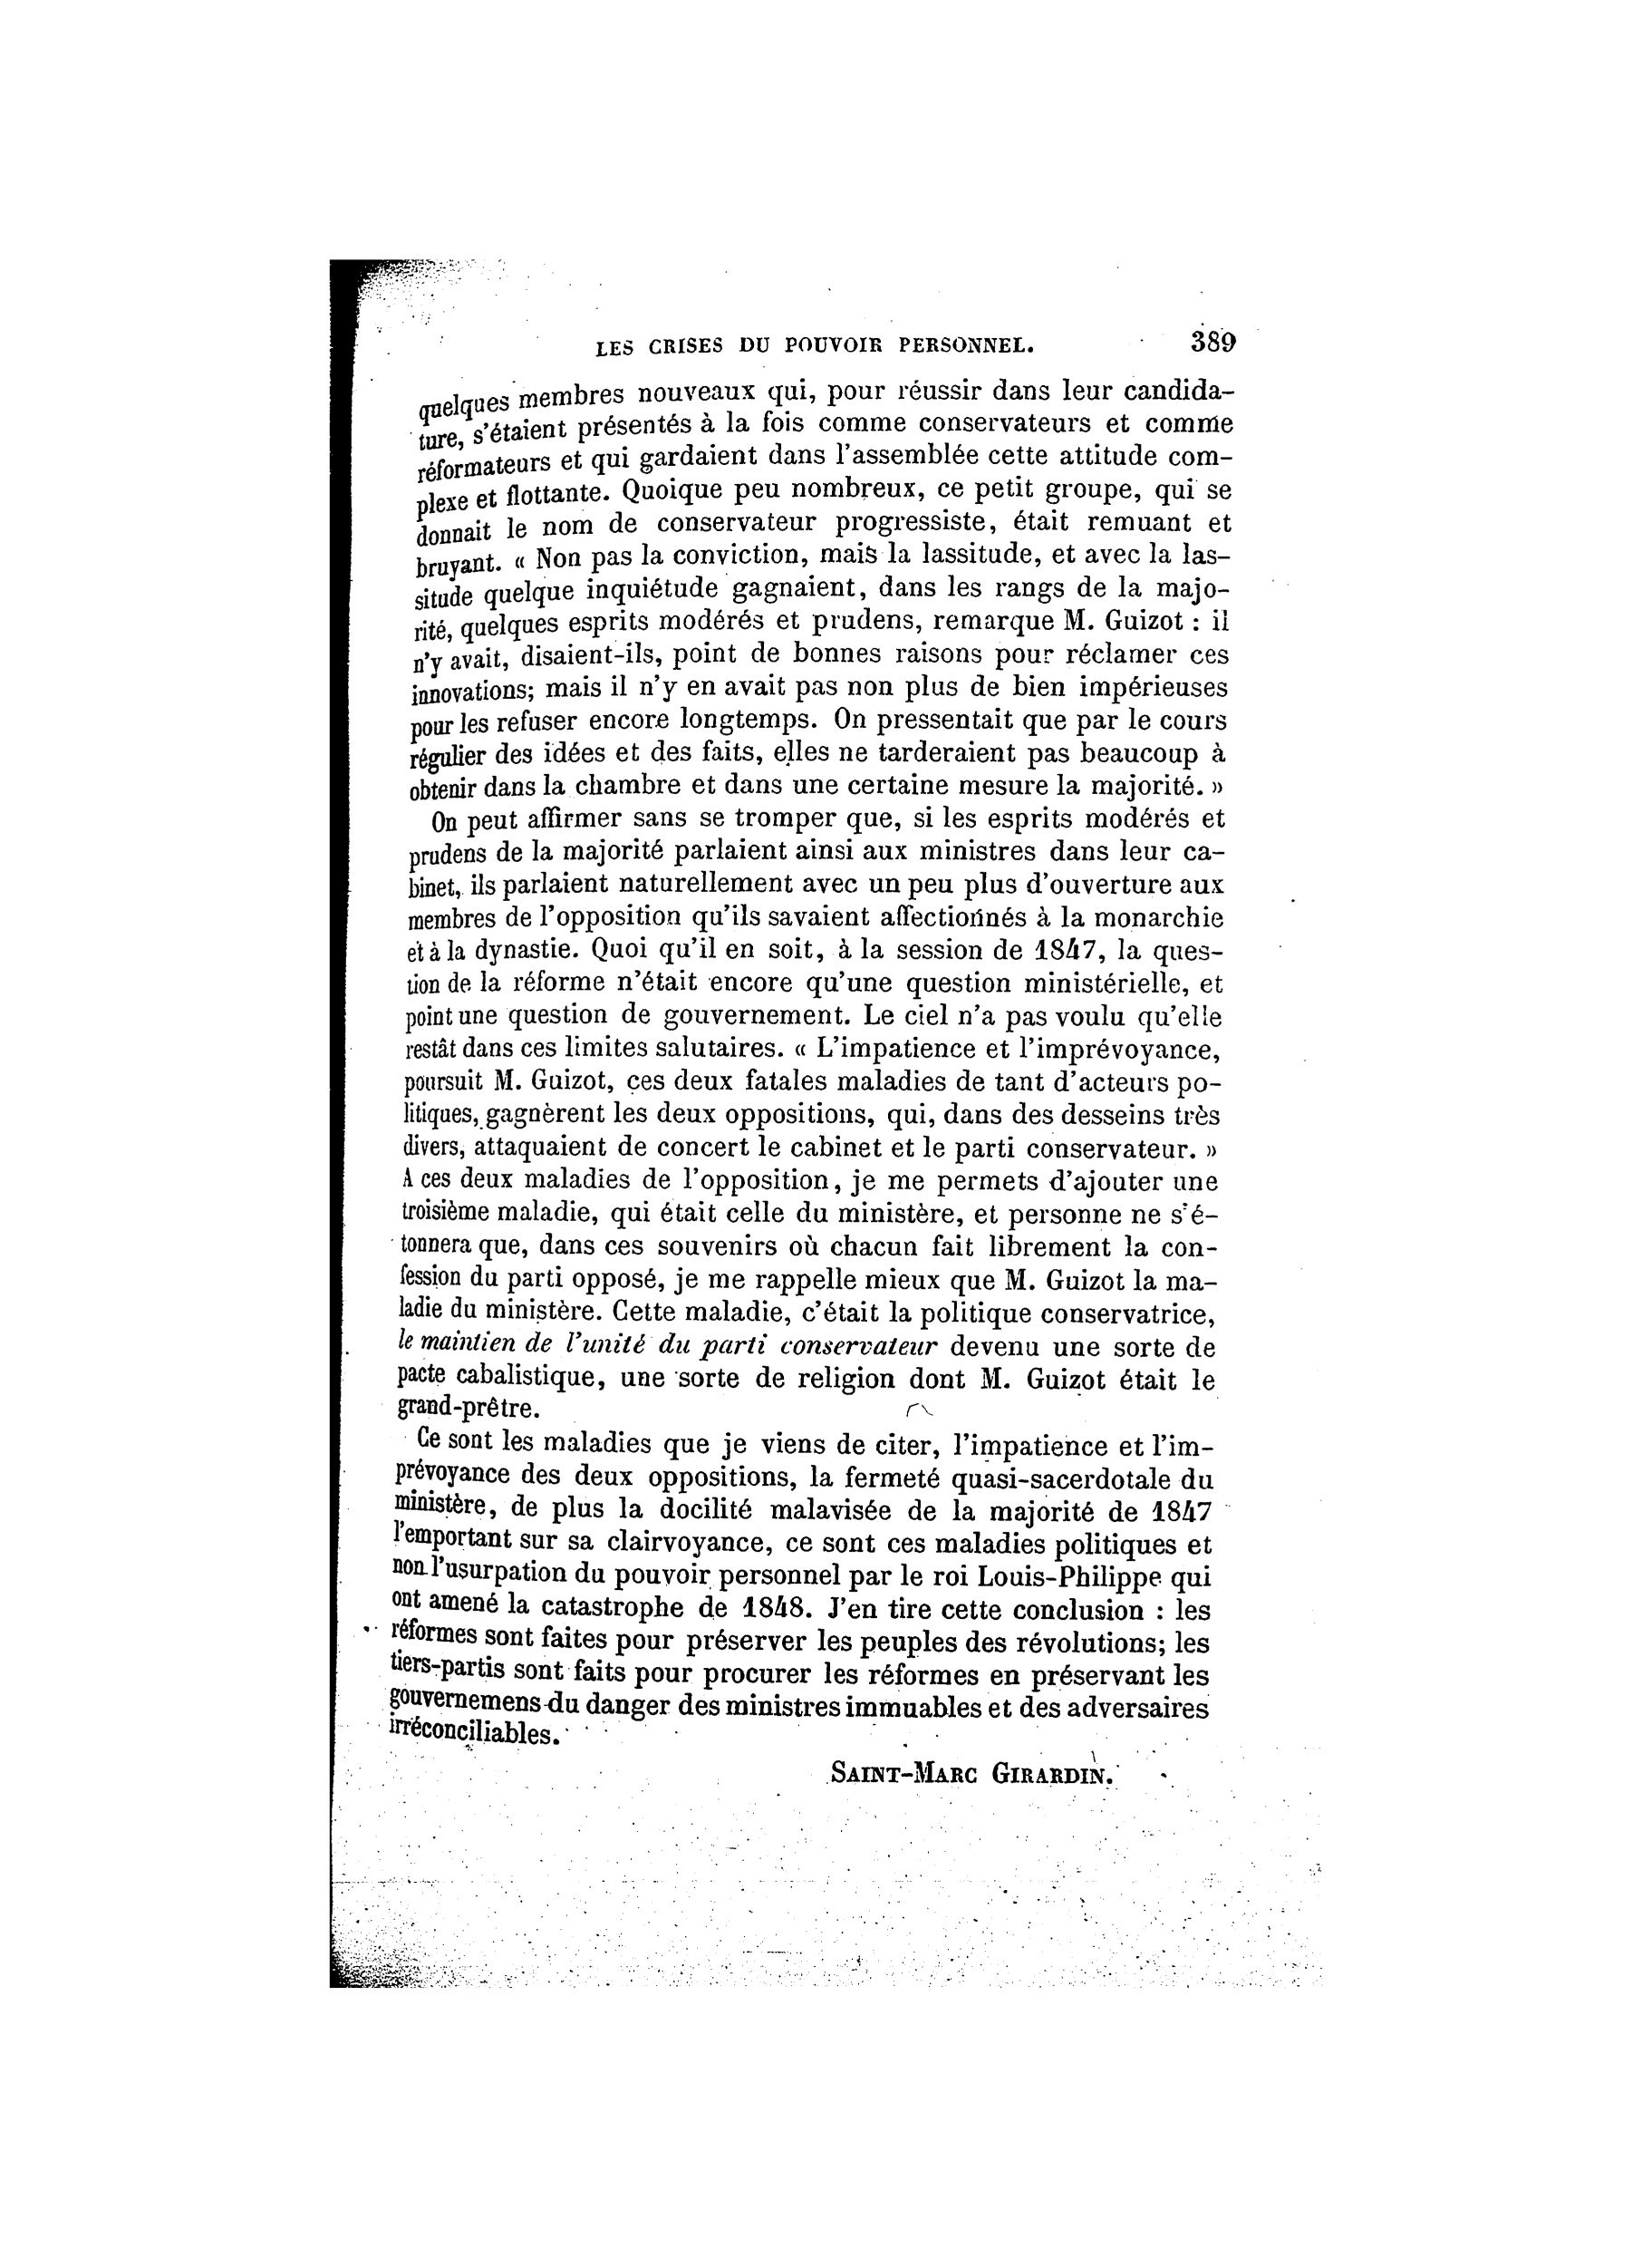 LES CRISES DU POUVOIR PERSONNEL. 389
quelques membres nouveaux qui, pour réussir dans leur candida-
ture, s'étaient présentés à la fois comme conservateurs et comme
réformateurs et qui gardaient dans l'assemblée cette attitude com-
plexe et flottante. Quoique peu nombreux, ce petit groupe, qui se
donnait le nom de conservateur progressiste, était remuant et
bruyant. « Non pas la conviction, mais la lassitude, et avec la las-
situde quelque inquiétude gagnaient, dans les rangs de la majo-
rité, quelques esprits modérés et prudens, remarque M. Guizot : il
n'y avait, disaient-ils, point de bonnes raisons pour réclamer ces
innovations; mais il n'y en avait pas non plus de bien impérieuses
pour les refuser encore longtemps. On pressentait que par le cours
régulier des idées et des faits, elles ne tarderaient pas beaucoup à
obtenir dans la chambre et dans une certaine mesure la majorité. »
On peut affirmer sans se tromper que, si les esprits modérés et
prudens de la majorité parlaient ainsi aux ministres dans leur ca-
binet, ils parlaient naturellement avec un peu plus d'ouverture aux
membres de l'opposition qu'ils savaient affectionnés à la monarchie
et à la dynastie. Quoi qu'il en soit, à la session de 1847, la ques-
tion de la réforme n'était encore qu'une question ministérielle, et
point une question de gouvernement. Le ciel n'a pas voulu qu'elle
restât dans ces limites salutaires. « L'impatience et l'imprévoyance,
poursuit M. Guizot, ces deux fatales maladies de tant d'acteurs po-
litiques, gagnèrent les deux oppositions, qui, dans des desseins très
divers, attaquaient de concert le cabinet et le parti conservateur. »
A ces deux maladies de l'opposition, je me permets d'ajouter une
troisième maladie, qui était celle du ministère, et personne ne s'é-
tonnera que, dans ces souvenirs où chacun fait librement la con-
fession du parti opposé, je me rappelle mieux que M. Guizot la ma-
ladie du ministère. Cette maladie, c'était la politique conservatrice,
le maintien de l'unité du parti conservateur devenu une sorte de
pacte cabalistique, une sorte de religion dont M. Guizot était le
grand-prêtre.
Ce sont les maladies que je viens de citer, l'impatience et l'im-
prévoyance des deux oppositions, la fermeté quasi-sacerdotale du
ministère, de plus la docilité malavisée de la majorité de 1847
l'emportant sur sa clairvoyance, ce sont ces maladies politiques et
non l'usurpation du pouvoir personnel par le roi Louis-Philippe qui
ont amené la catastrophe de 1848. J'en tire cette conclusion : les
réformes sont faites pour préserver les peuples des révolutions; les
tiers-partis sont faits pour procurer les réformes en préservant les
gouvernemens du danger des ministres immuables et des adversaires
irréconciliables.
SAINT-MARC GIRARDIN.